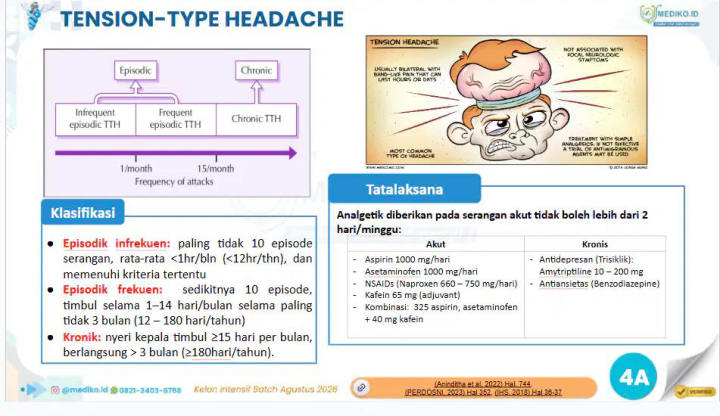 TENSION-TYPE HEADACHE
MEDIKO.ID
Episodic
Chronic
Infrequent
episodic TTH
Frequent
episodic TTH
Chronic TTH
1/month
15/month
Frequency of attacks
TENSION HEADACHE
NOT ASSOCIATED WITH
FOCAL NEUROLOGIC
SYMPTOMS
USUALLY BILATERAL WITH
BAND-LIKE PAIN THAT CAN
LAST HOURS OR DAYS
MOST COMMON
TYPE OF HEADACHE
TREATMENT WITH SIMPLE
ANALGESICS. IF NOT EFFECTIVE
A TRIAL OF ANTIMIGRAINOUS
AGENTS MAY BE USED
Klasifikasi
Episodik infrekuen: paling tidak 10 episode
serangan, rata-rata <1hr/bln (<12hr/thn), dan
memenuhi kriteria tertentu
Episodik frekuen: sedikitnya 10 episode,
timbul selama 1–14 hari/bulan selama paling
tidak 3 bulan (12 – 180 hari/tahun)
Kronik: nyeri kepala timbul ≥15 hari per bulan,
berlangsung > 3 bulan (≥180hari/tahun).
Tatalaksana
Analgetik diberikan pada serangan akut tidak boleh lebih dari 2
hari/minggu:
Akut
- Aspirin 1000 mg/hari
- Asetaminofen 1000 mg/hari
- NSAIDs (Naproxen 660 – 750 mg/hari)
- Kafein 65 mg (adjuvant)
- Kombinasi: 325 aspirin, asetaminofen
+ 40 mg kafein
Kronis
- Antidepresan (Trisiklik):
Amytriptiline 10 – 200 mg
- Antiansietas (Benzodiazepine)
@mediko.id 0821-3403-8768 Kelan Intensif Batch Agustus 2026
(Aninditha et al, 2022) Hal. 744,
(PERDOSNI, 2023) Hal 352, (IHS, 2018) Hal 36-37
4A
VERIFIED